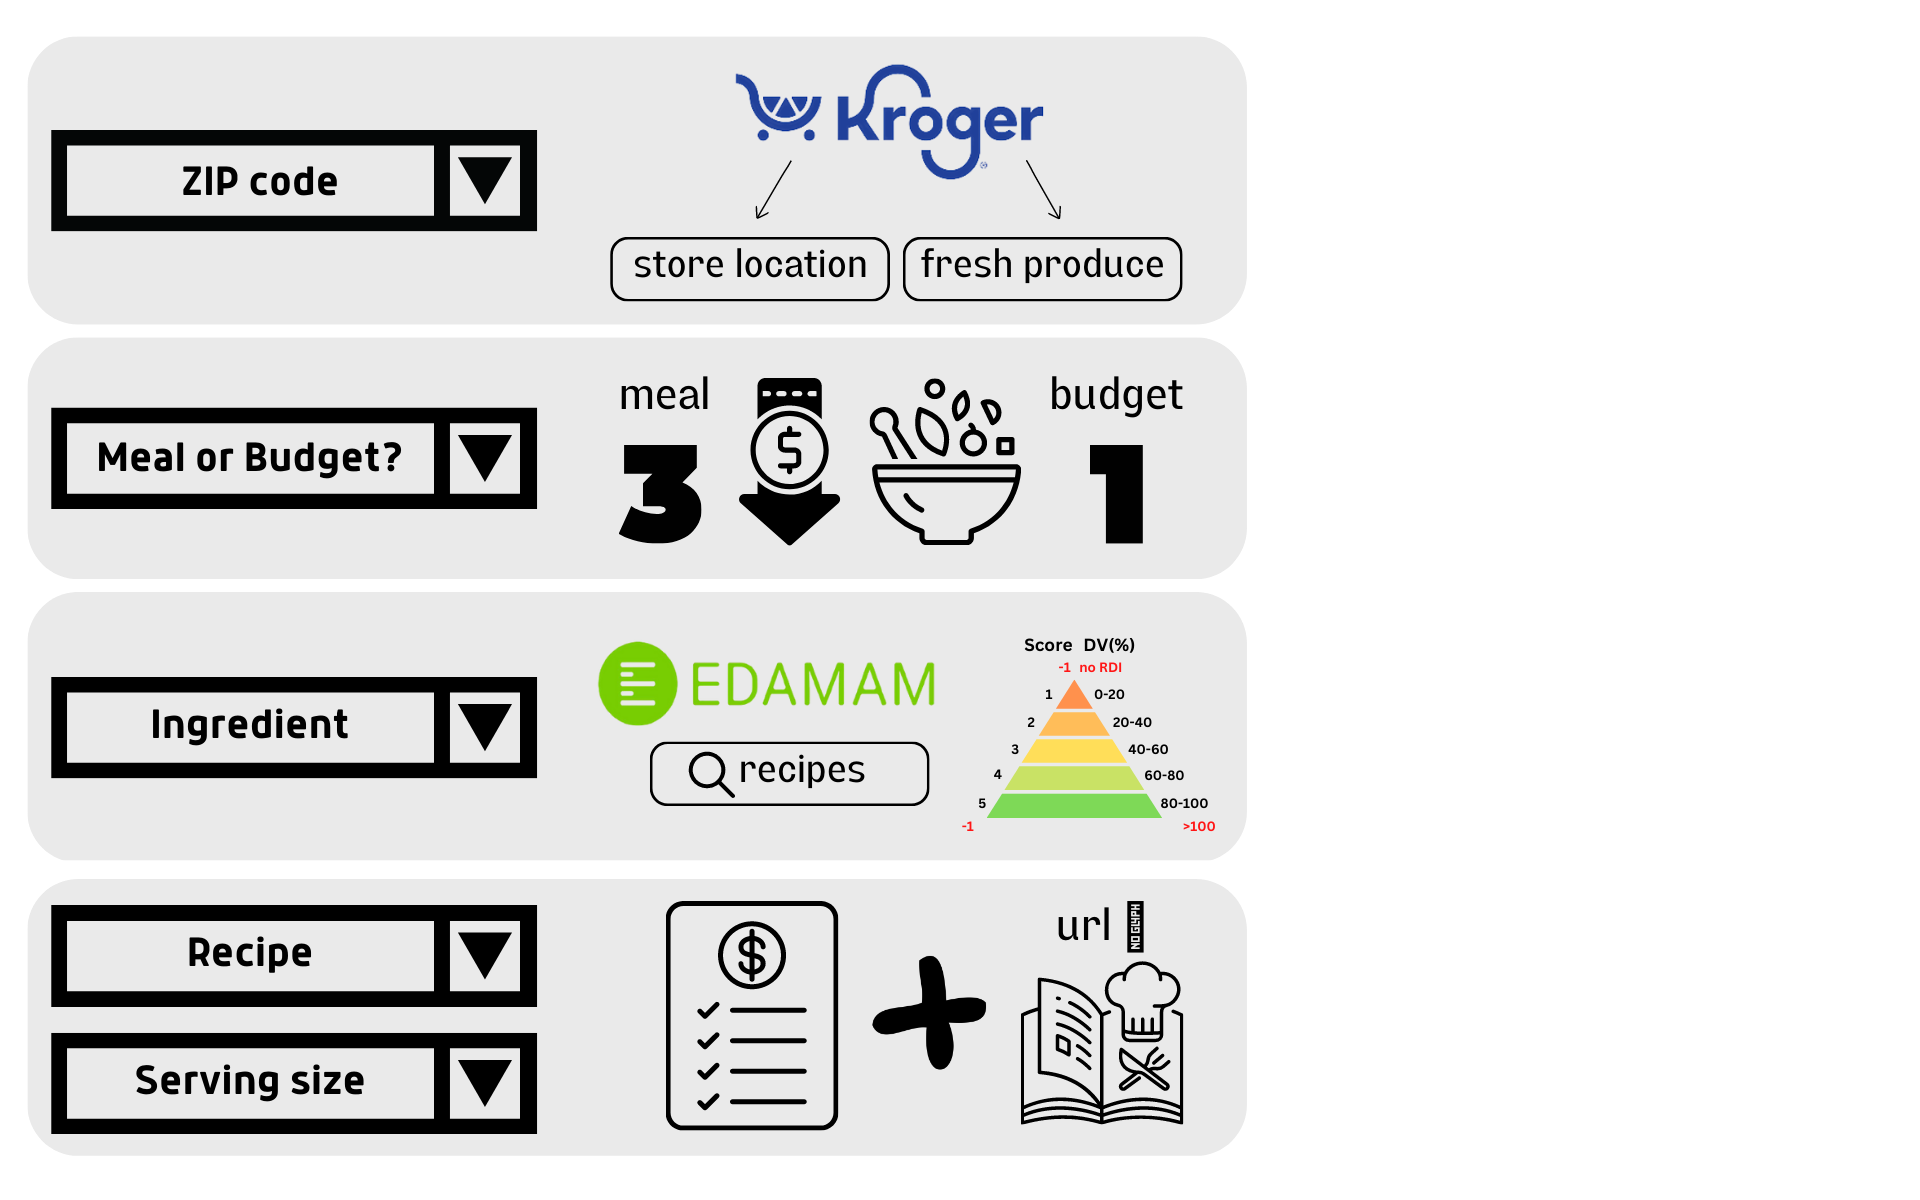 ZIP code
Kroger
®
store location
fresh produce
Meal or Budget?
meal
3
$
budget
1
Ingredient
EDAMAM
recipes
Score DV(%)
-1 no RDI
1 0-20
2 20-40
3 40-60
4 60-80
5 80-100
-1 >100
Recipe
Serving size
$
url NO GLYPH